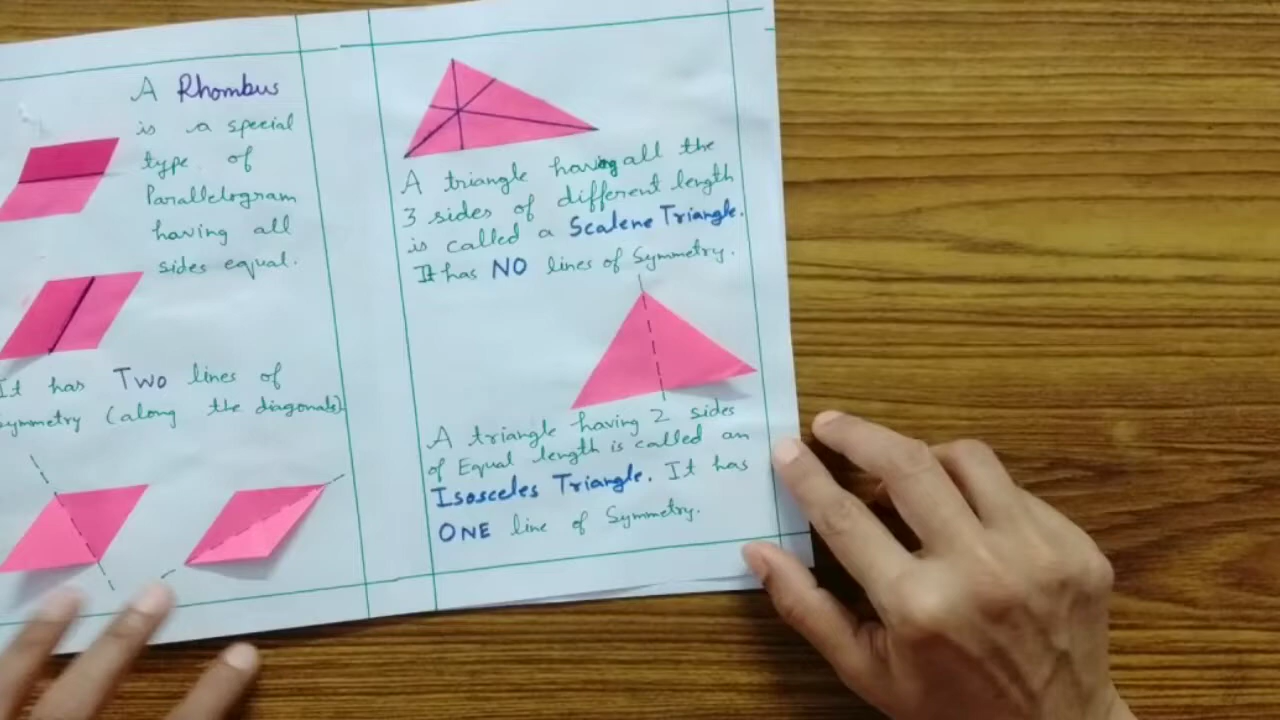 A Rhombus
is a special
type of
Parallelogram
having all
sides equal.
It has TWO lines of
symmetry (along the diagonals)
A triangle having all the
3 sides of different length
is called a Scalene Triangle.
It has NO lines of Symmetry.
A triangle having 2 sides
of Equal length is called an
Isosceles Triangle. It has
ONE line of Symmetry.